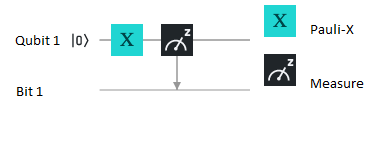 Qubit 1 |0⟩ X z
Bit 1
X Pauli-X
z Measure